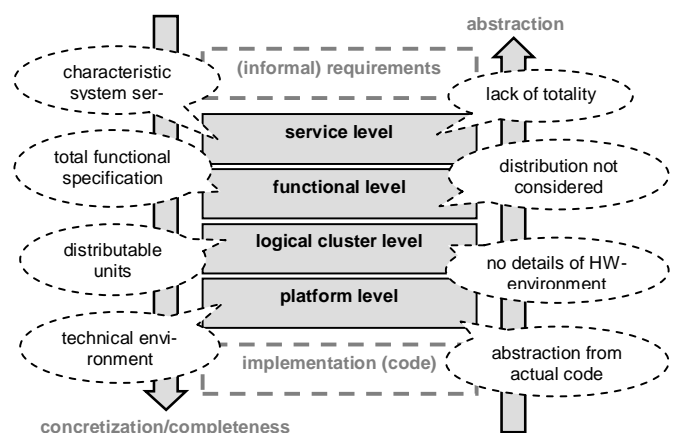 abstraction
(informal) requirements
characteristic
system ser-
lack of totality
service level
total functional
specification
functional level
distribution not
considered
logical cluster level
distributable
units
no details of HW-
environment
platform level
technical envi-
ronment
implementation (code)
abstraction from
actual code
concretization/completeness